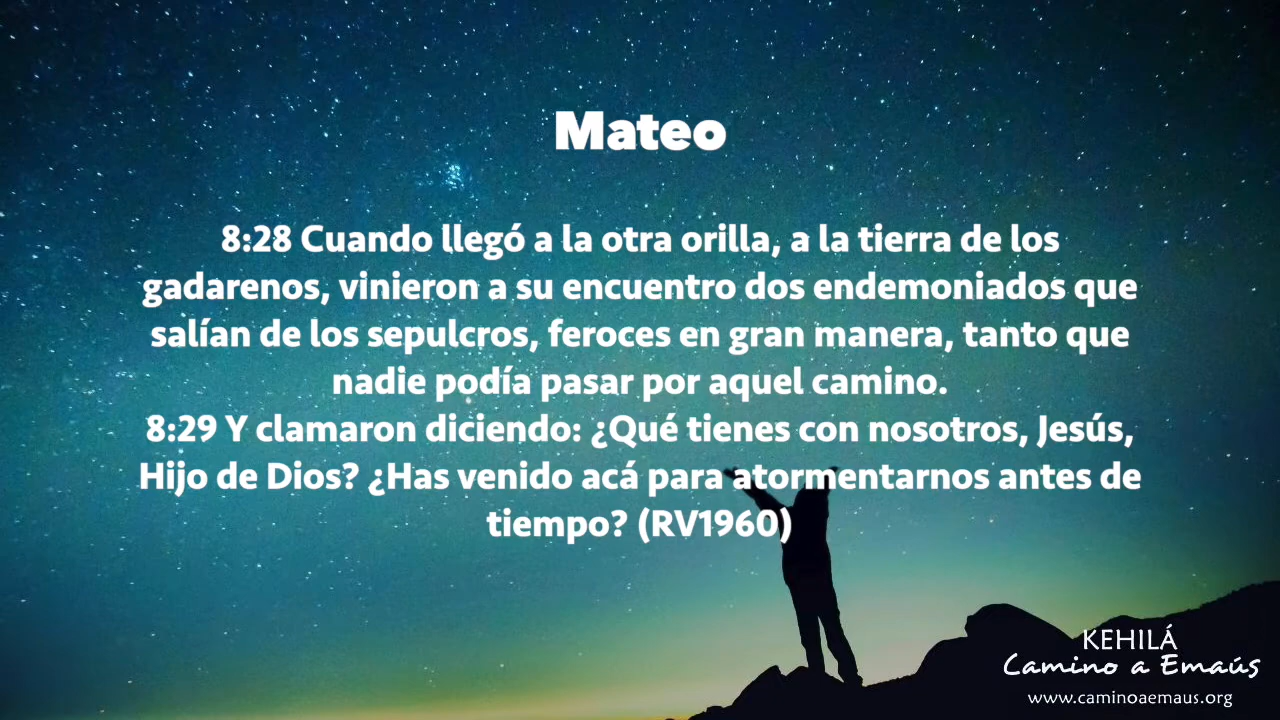 Mateo
8:28 Cuando llegó a la otra orilla, a la tierra de los
gadarenos, vinieron a su encuentro dos endemoniados que
salían de los sepulcros, feroces en gran manera, tanto que
nadie podía pasar por aquel camino.
8:29 Y clamaron diciendo: ¿Qué tienes con nosotros, Jesús,
Hijo de Dios? ¿Has venido acá para atormentarnos antes de
tiempo? (RV1960)
KEHILÁ
Camino a Emaús
www.caminoaemaus.org